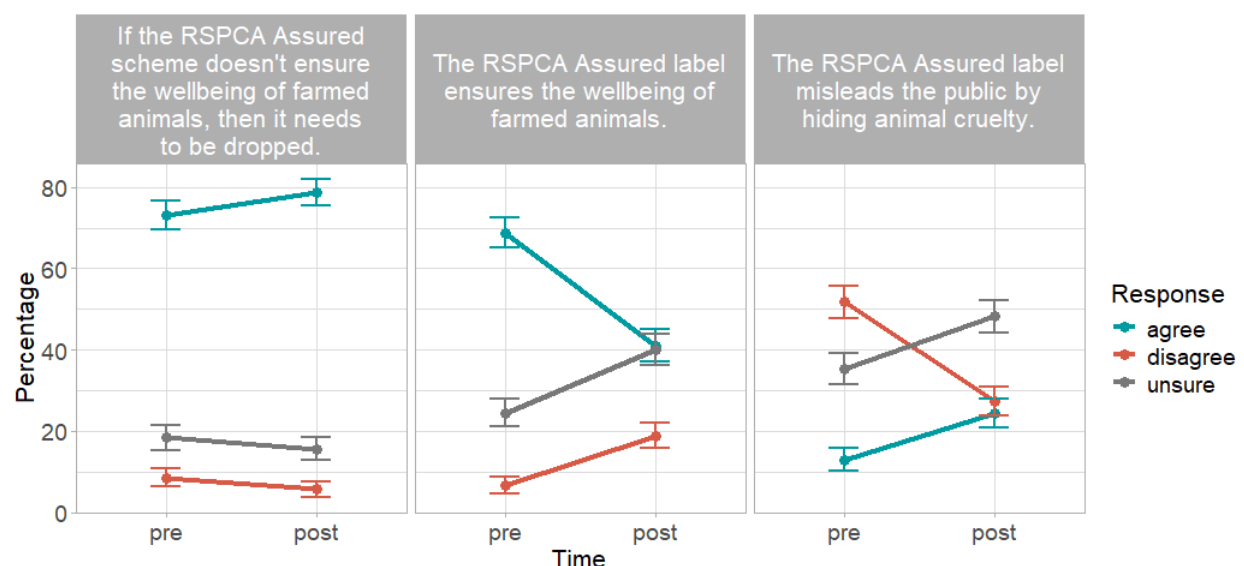 If the RSPCA Assured
scheme doesn't ensure
the wellbeing of farmed
animals, then it needs
to be dropped.
The RSPCA Assured label
ensures the wellbeing of
farmed animals.
The RSPCA Assured label
misleads the public by
hiding animal cruelty.
Percentage
80
60
40
20
0
pre
post
pre
post
pre
post
Time
Response
agree
disagree
unsure